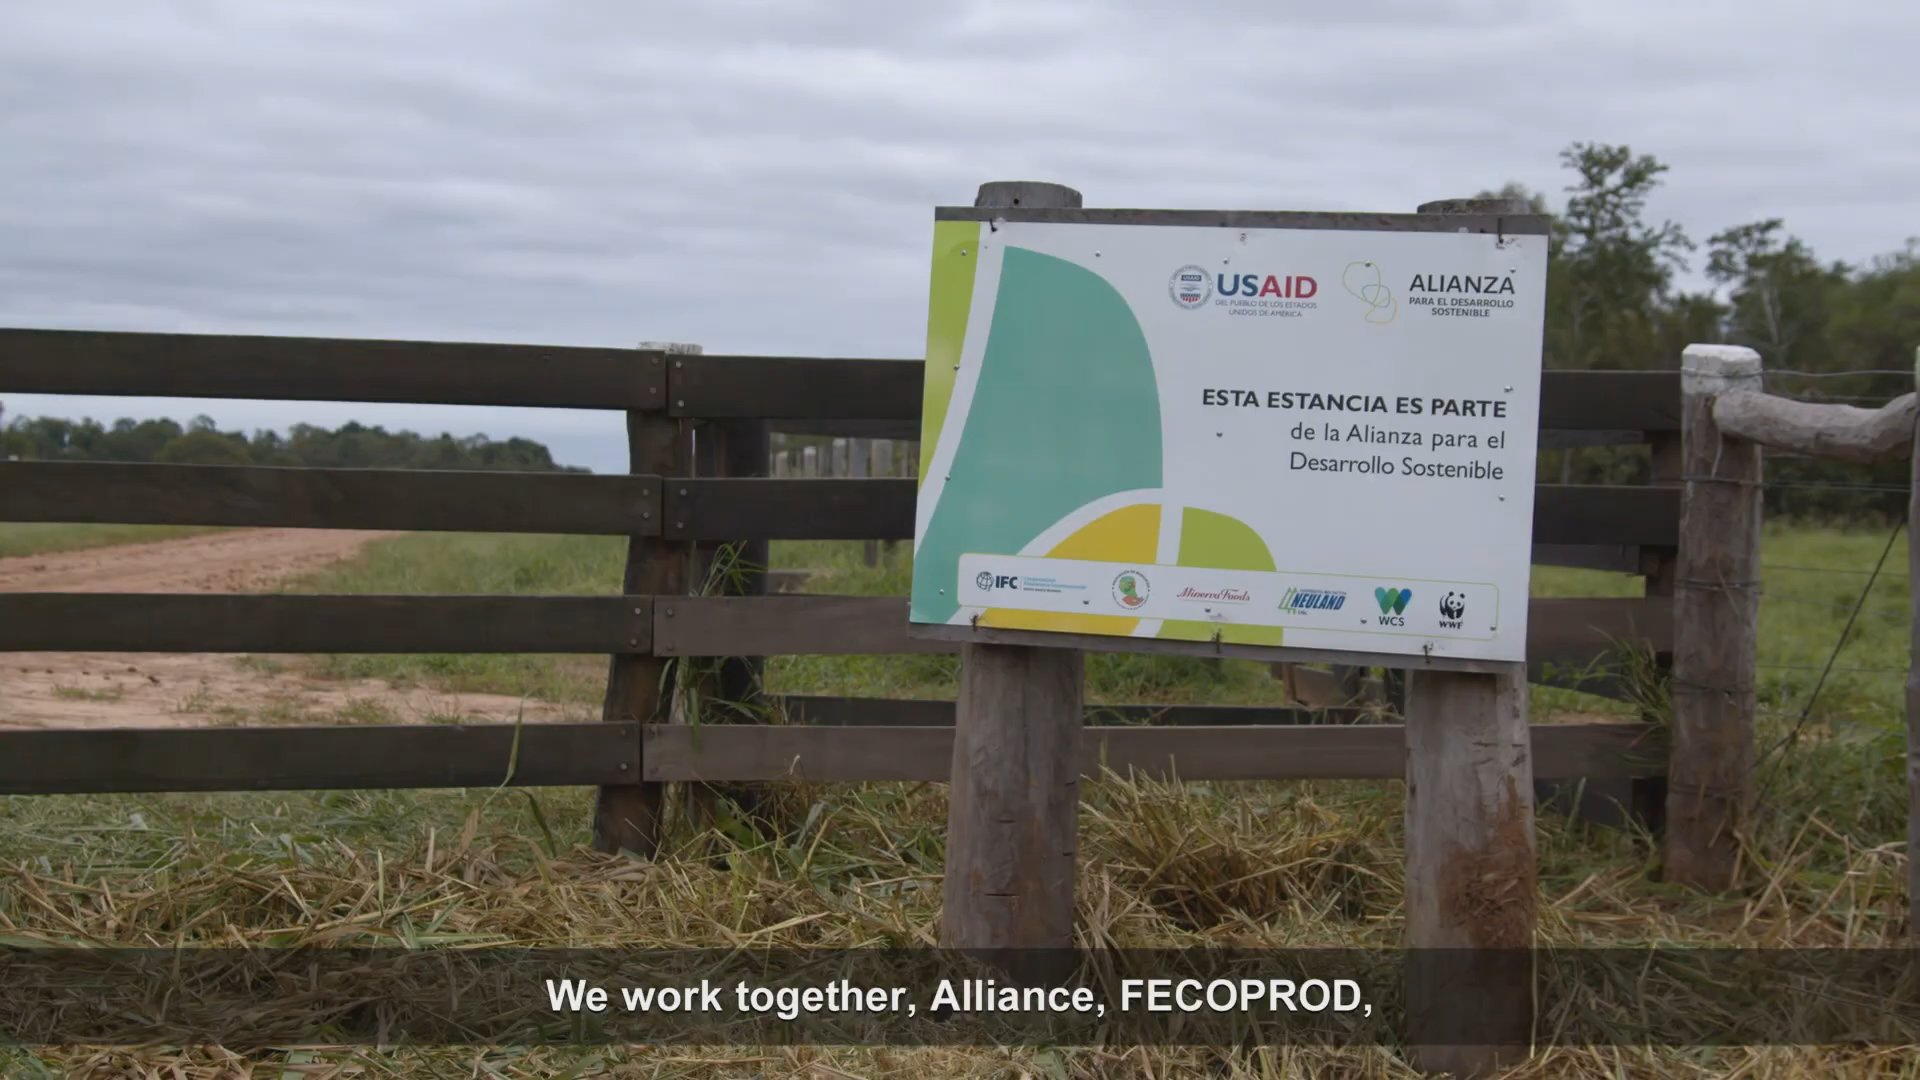 USAID
DEL PUEBLO DE LOS ESTADOS
UNIDOS DE AMÉRICA
ALIANZA
PARA EL DESARROLLO
SOSTENIBLE
ESTA ESTANCIA ES PARTE
de la Alianza para el
Desarrollo Sostenible
IFC
Minerva Foods
NEULAND
WCS
WWF
We work together, Alliance, FECOPROD,